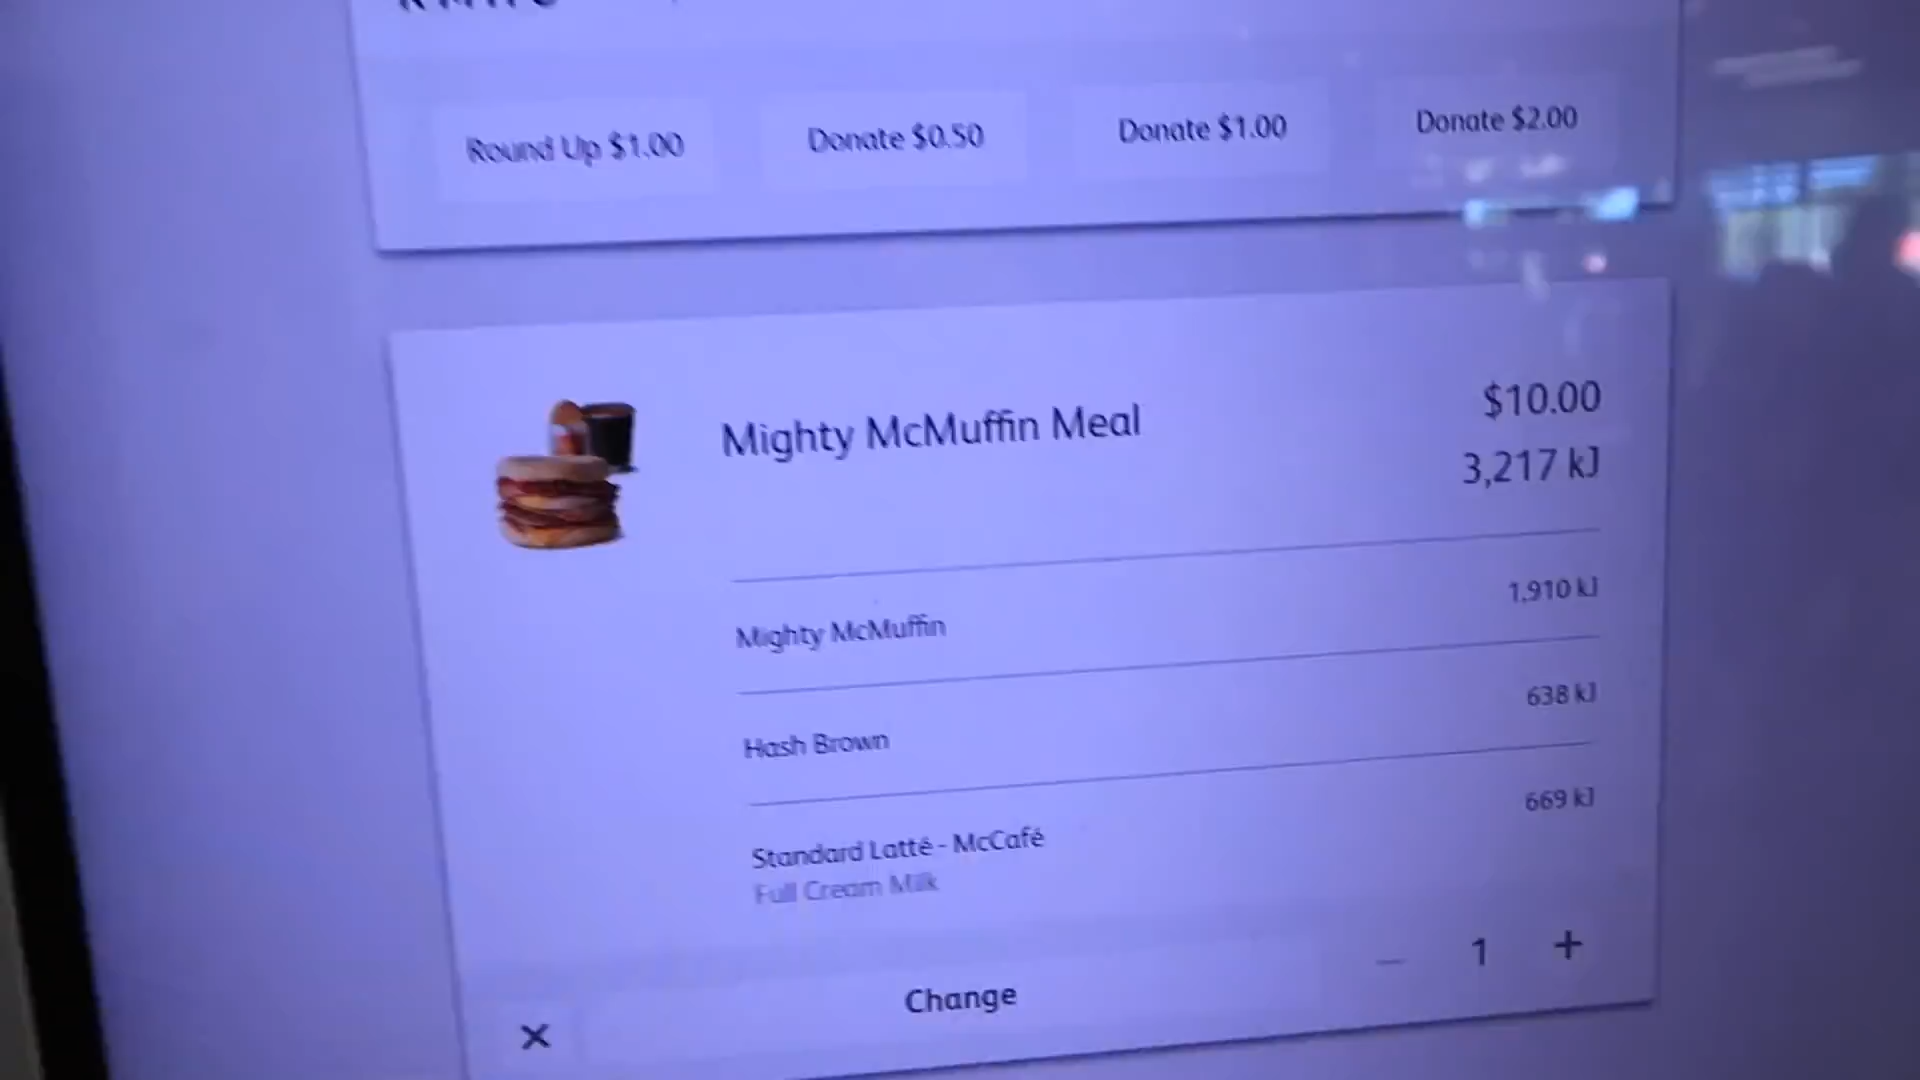 Round Up $1.00
Donate $0.50
Donate $1.00
Donate $2.00
Mighty McMuffin Meal
$10.00
3,217 kJ
Mighty McMuffin
1,910 kJ
Hash Brown
638 kJ
Standard Latté - McCafé
669 kJ
Full Cream Milk
Change
1